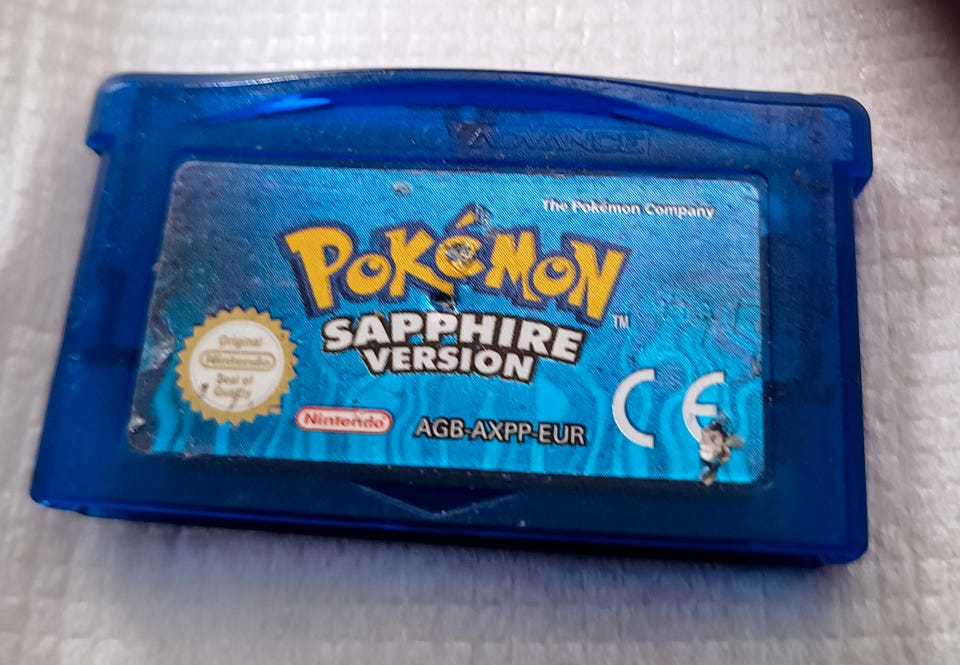 GAME BOY ADVANCE
The Pokémon Company
POKéMON
TM
SAPPHIRE
VERSION
Original
Nintendo
Seal of
Quality
Nintendo
AGB-AXPP-EUR
CE